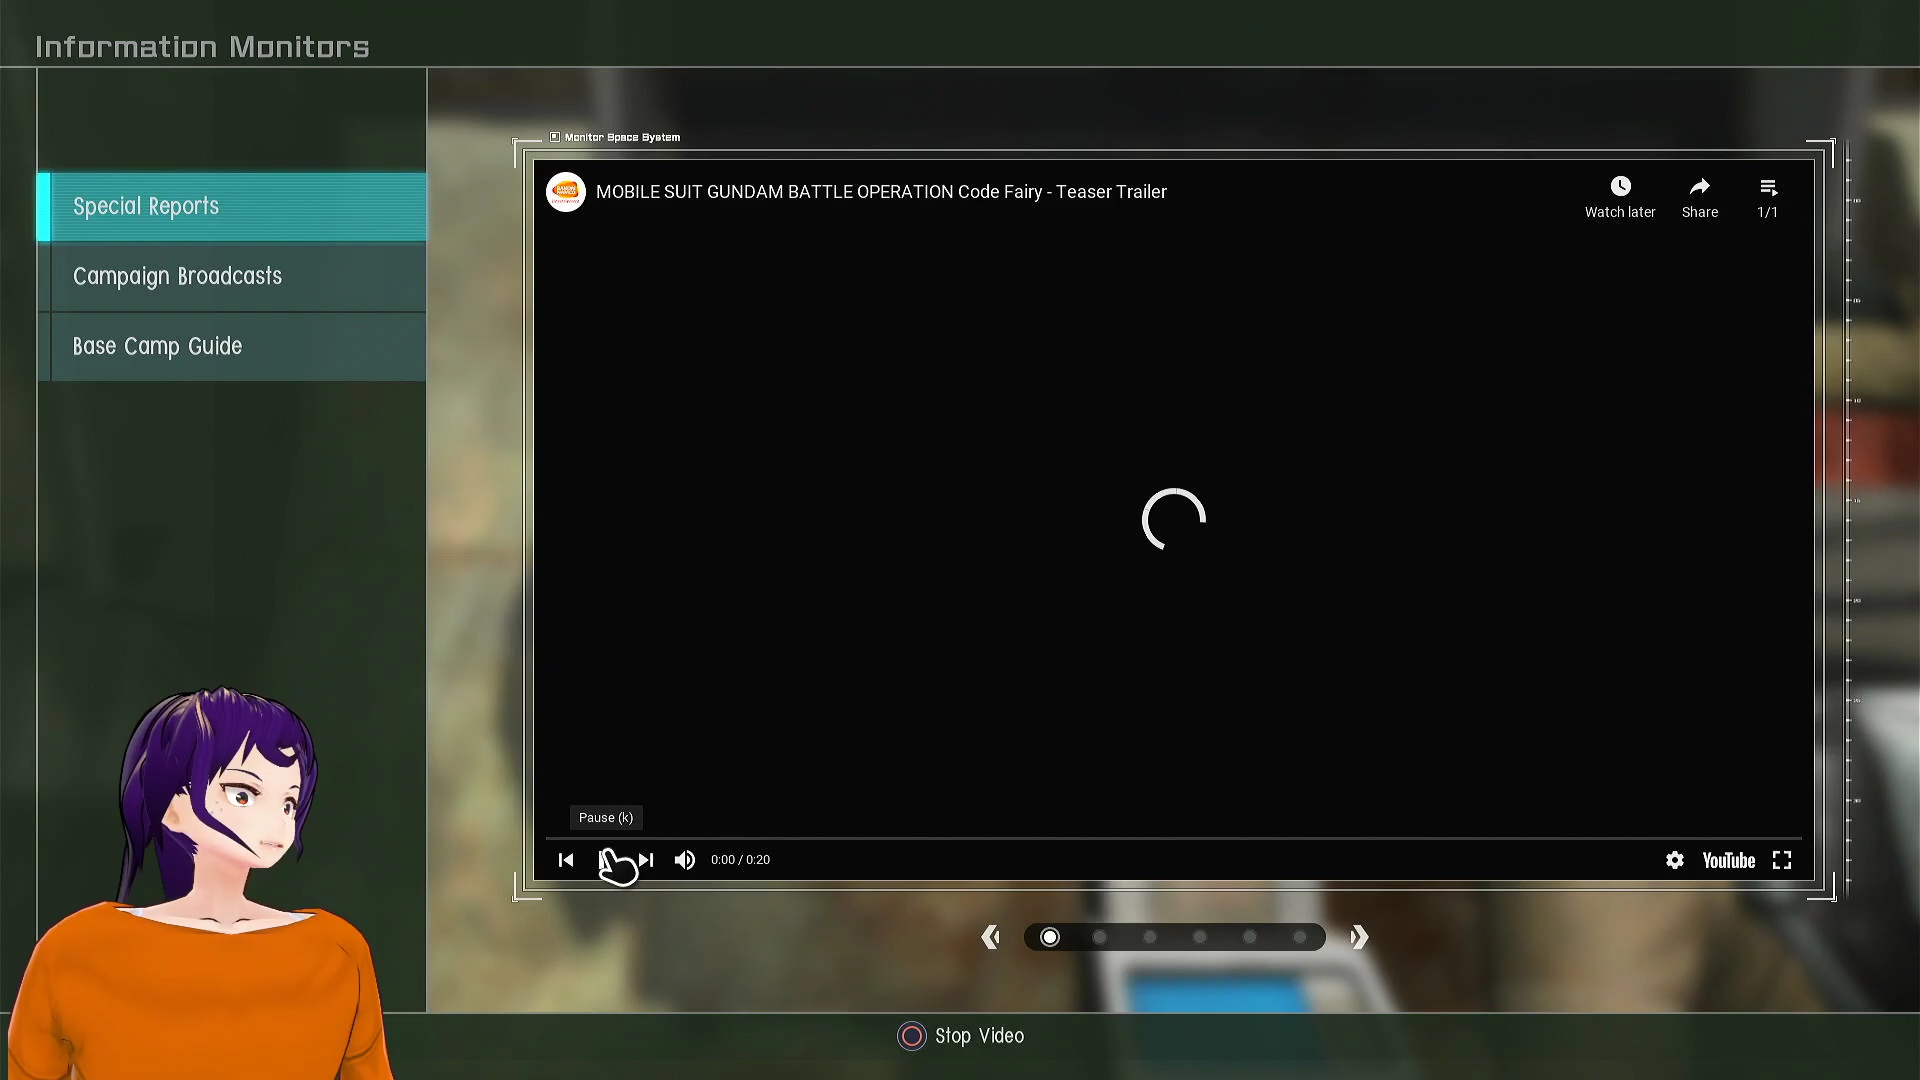 Information Monitors
Special Reports
Campaign Broadcasts
Base Camp Guide
Monitor Space System
MOBILE SUIT GUNDAM BATTLE OPERATION Code Fairy - Teaser Trailer
Watch later
Share
1/1
Pause (k)
0:00 / 0:20
YouTube
Stop Video